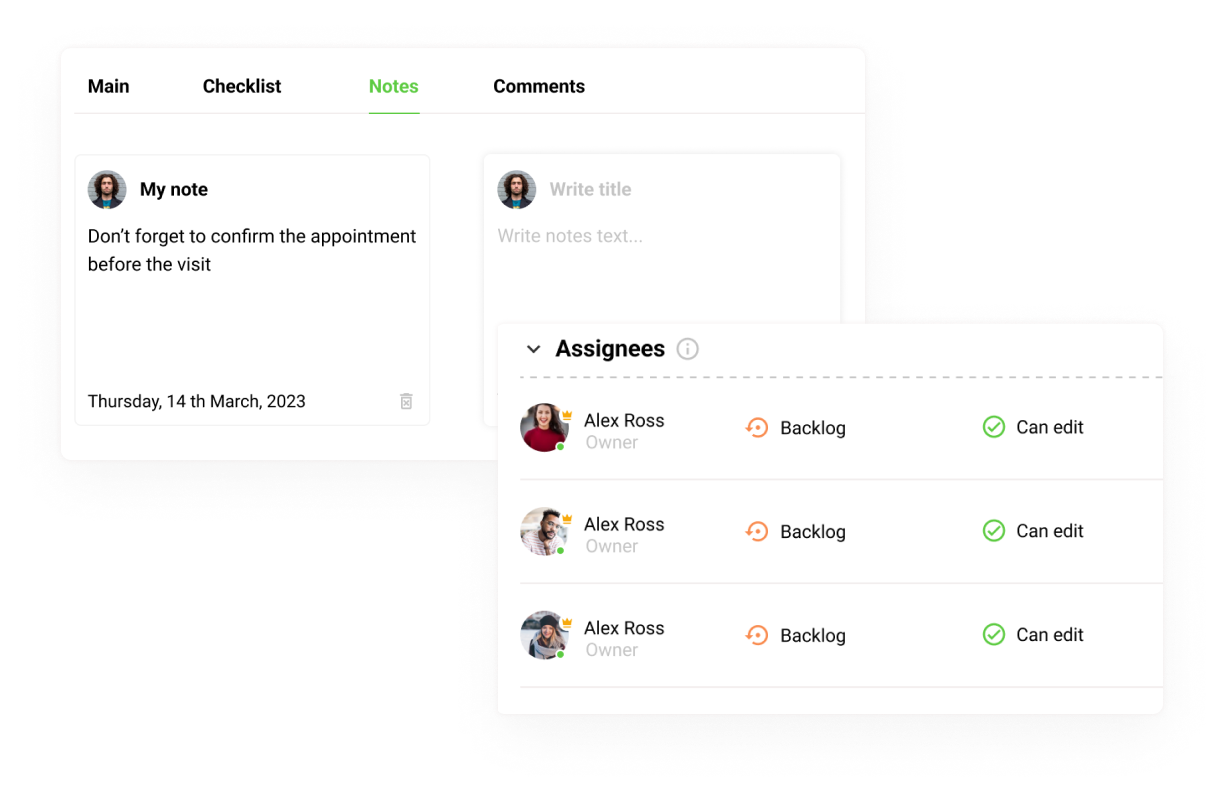 Main
Checklist
Notes
Comments
My note
Don’t forget to confirm the appointment
before the visit
Thursday, 14 th March, 2023
Write title
Write notes text...
Assignees
Alex Ross
Owner
Backlog
Can edit
Alex Ross
Owner
Backlog
Can edit
Alex Ross
Owner
Backlog
Can edit